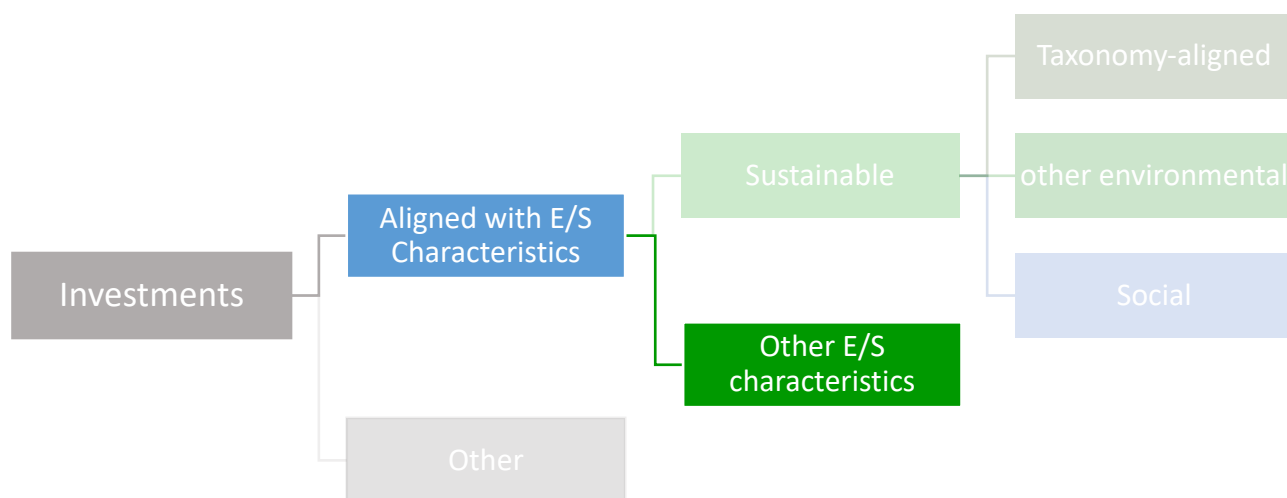 Investments
Aligned with E/S
Characteristics
Other
Sustainable
Other E/S
characteristics
Taxonomy-aligned
other environmental
Social